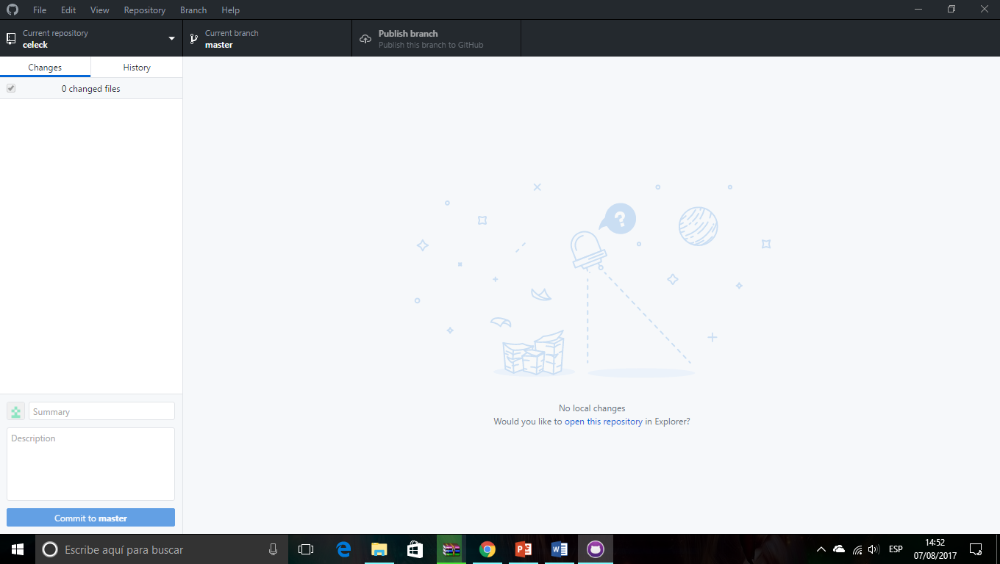 File Edit View Repository Branch Help
Current repository
celeck
Current branch
master
Publish branch
Publish this branch to GitHub
Changes
History
0 changed files
?
No local changes
Would you like to open this repository in Explorer?
Summary
Description
Commit to master
Escribe aquí para buscar
ESP
14:52
07/08/2017